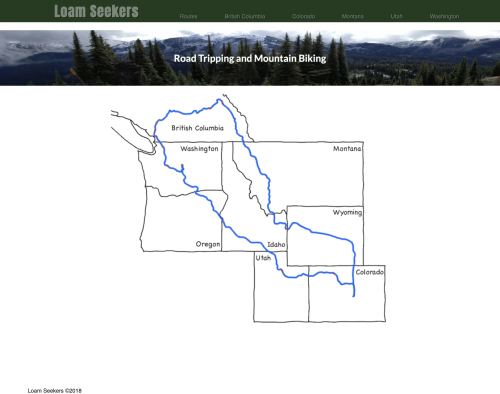 Loam Seekers
Routes British Columbia Colorado Montana Utah Washington
Road Tripping and Mountain Biking
British Columbia
Washington Montana
Wyoming
Oregon Idaho
Utah
Colorado
Loam Seekers ©2018